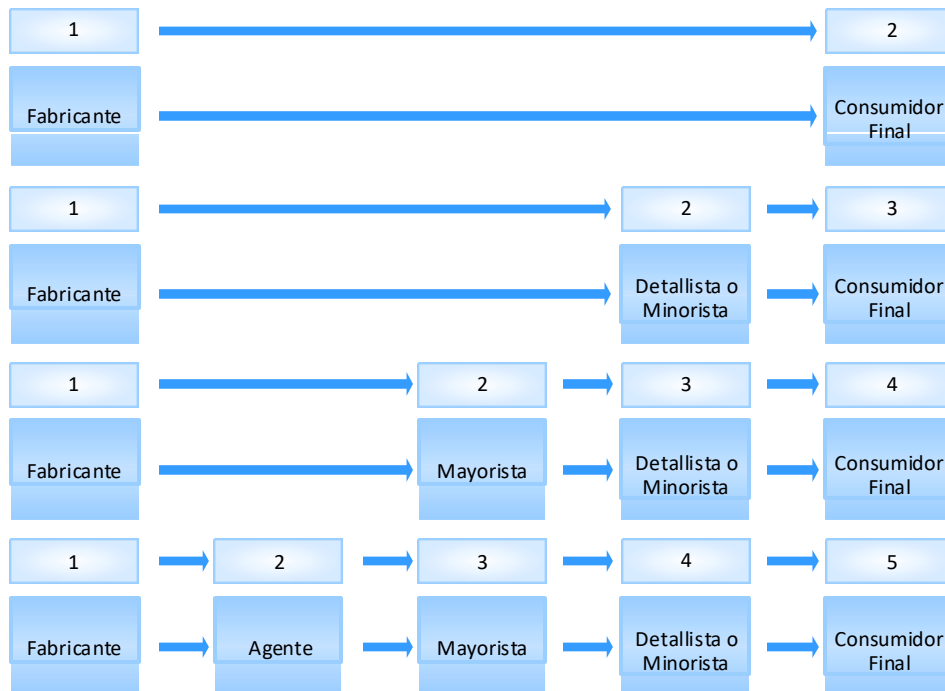 1
2
Fabricante
Consumidor
Final
1
2
3
Fabricante
Detallista o
Minorista
Consumidor
Final
1
2
3
4
Fabricante
Mayorista
Detallista o
Minorista
Consumidor
Final
1
2
3
4
5
Fabricante
Agente
Mayorista
Detallista o
Minorista
Consumidor
Final